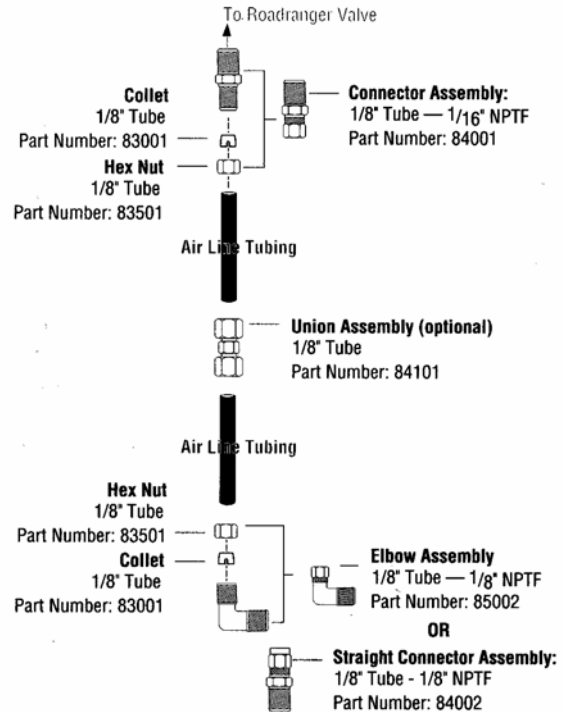 To Roadranger Valve
Collet
1/8" Tube
Part Number: 83001
Hex Nut
1/8" Tube
Part Number: 83501
Connector Assembly:
1/8" Tube — 1/16" NPTF
Part Number: 84001
Air Line Tubing
Union Assembly (optional)
1/8" Tube
Part Number: 84101
Air Line Tubing
Hex Nut
1/8" Tube
Part Number: 83501
Collet
1/8" Tube
Part Number: 83001
Elbow Assembly
1/8" Tube — 1/8" NPTF
Part Number: 85002
OR
Straight Connector Assembly:
1/8" Tube - 1/8" NPTF
Part Number: 84002